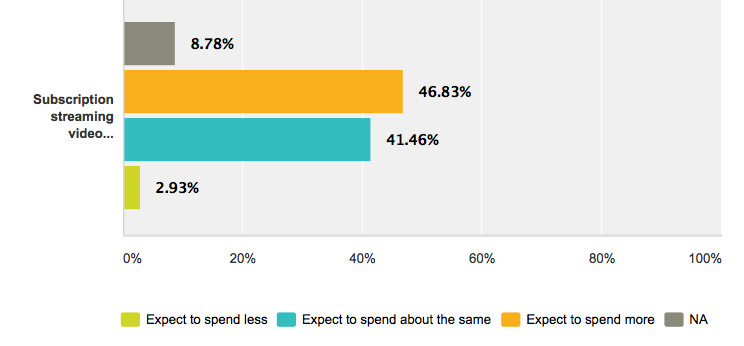 8.78%
46.83%
Subscription
streaming
video...
41.46%
2.93%
0% 20% 40% 60% 80% 100%
Expect to spend less Expect to spend about the same Expect to spend more NA